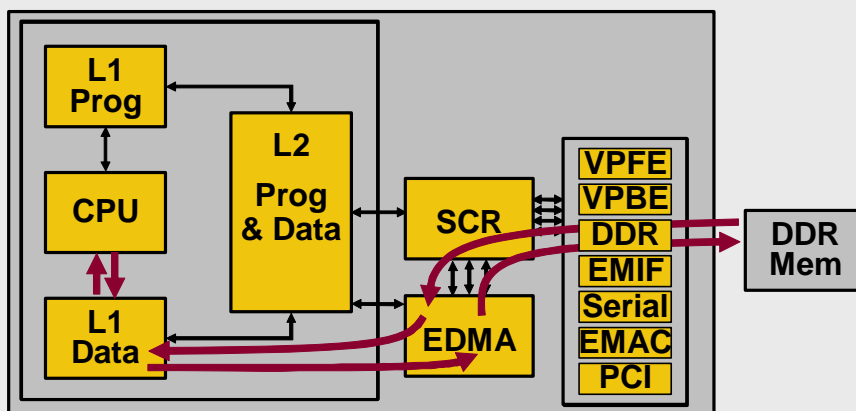 L1
Prog
CPU
L1
Data
L2
Prog
& Data
SCR
EDMA
VPFE
VPBE
DDR
EMIF
Serial
EMAC
PCI
DDR
Mem